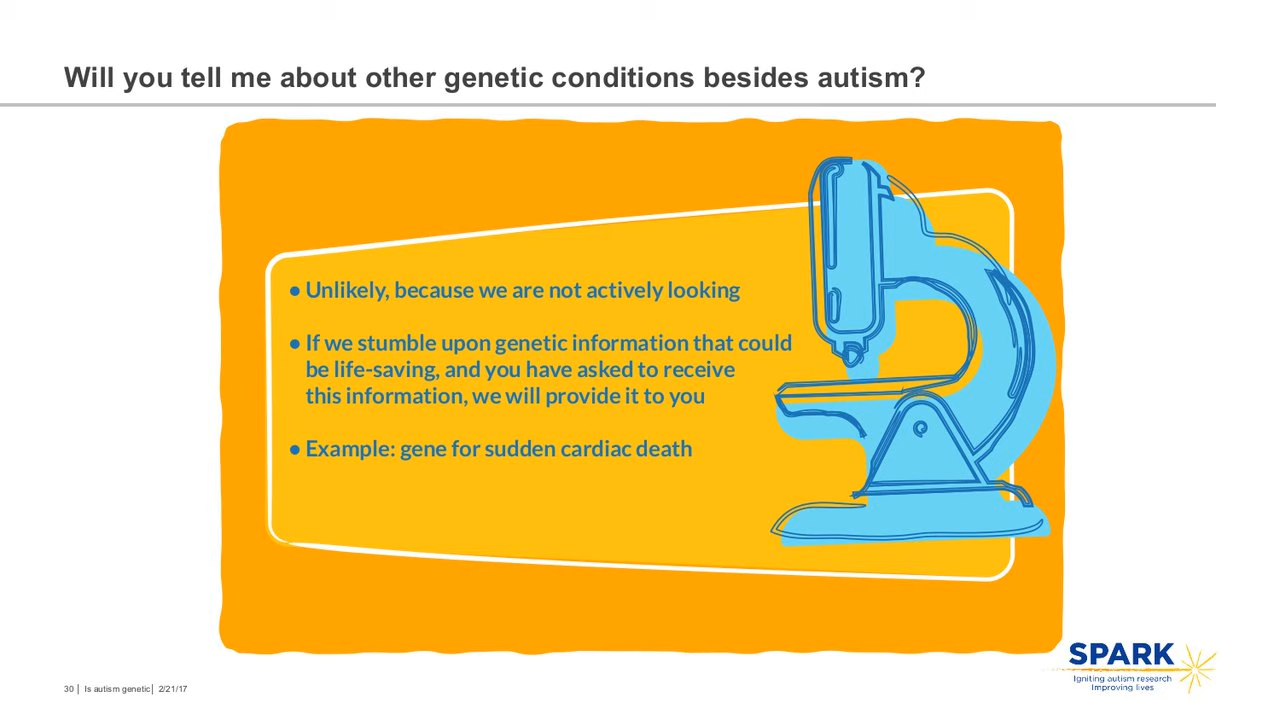 Will you tell me about other genetic conditions besides autism?
● Unlikely, because we are not actively looking
● If we stumble upon genetic information that could
be life-saving, and you have asked to receive
this information, we will provide it to you
● Example: gene for sudden cardiac death
SPARK
Igniting autism research
Improving lives
30 | Is autism genetic| 2/21/17